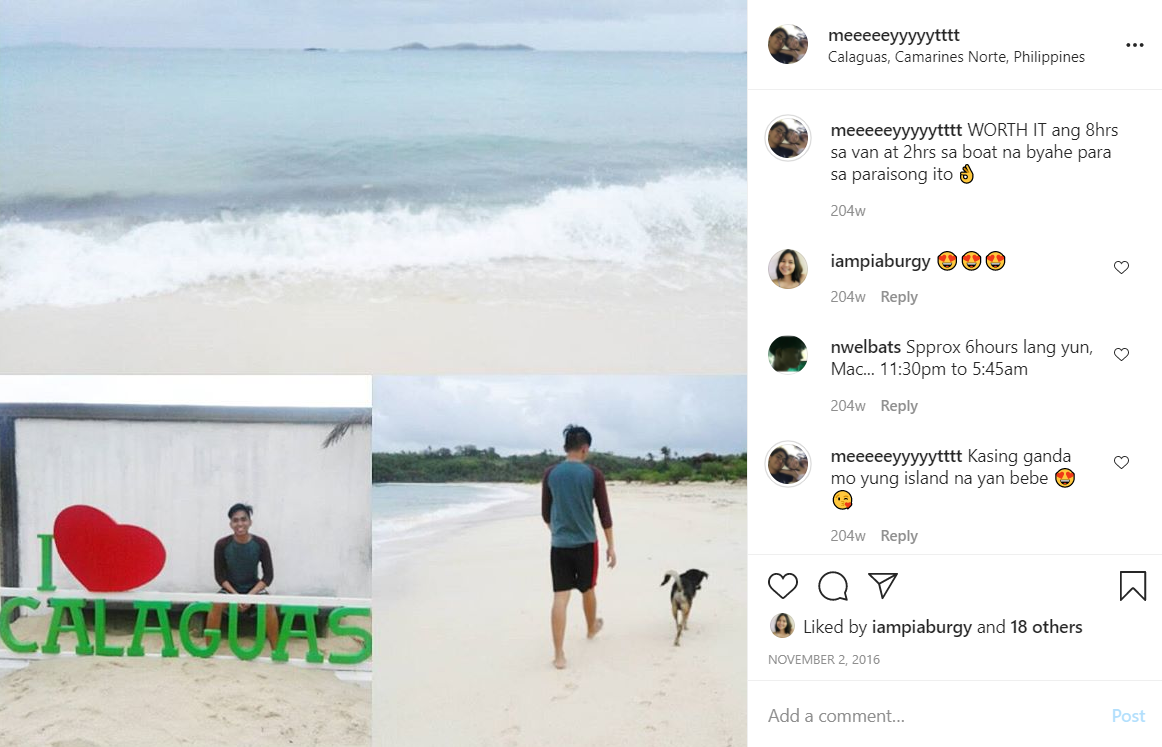 I
CALAGUAS
meeeeeyyyyytttt
Calaguas, Camarines Norte, Philippines
meeeeeyyyyytttt WORTH IT ang 8hrs
sa van at 2hrs sa boat na byahe para
sa paraisong ito 👌
204w
iampiaburgy 😍😍😍
204w Reply
nwelbats Spprox 6hours lang yun,
Mac... 11:30pm to 5:45am
204w Reply
meeeeeyyyyytttt Kasing ganda
mo yung island na yan bebe 😍
😘
204w Reply
Liked by iampiaburgy and 18 others
NOVEMBER 2, 2016
Add a comment...
Post